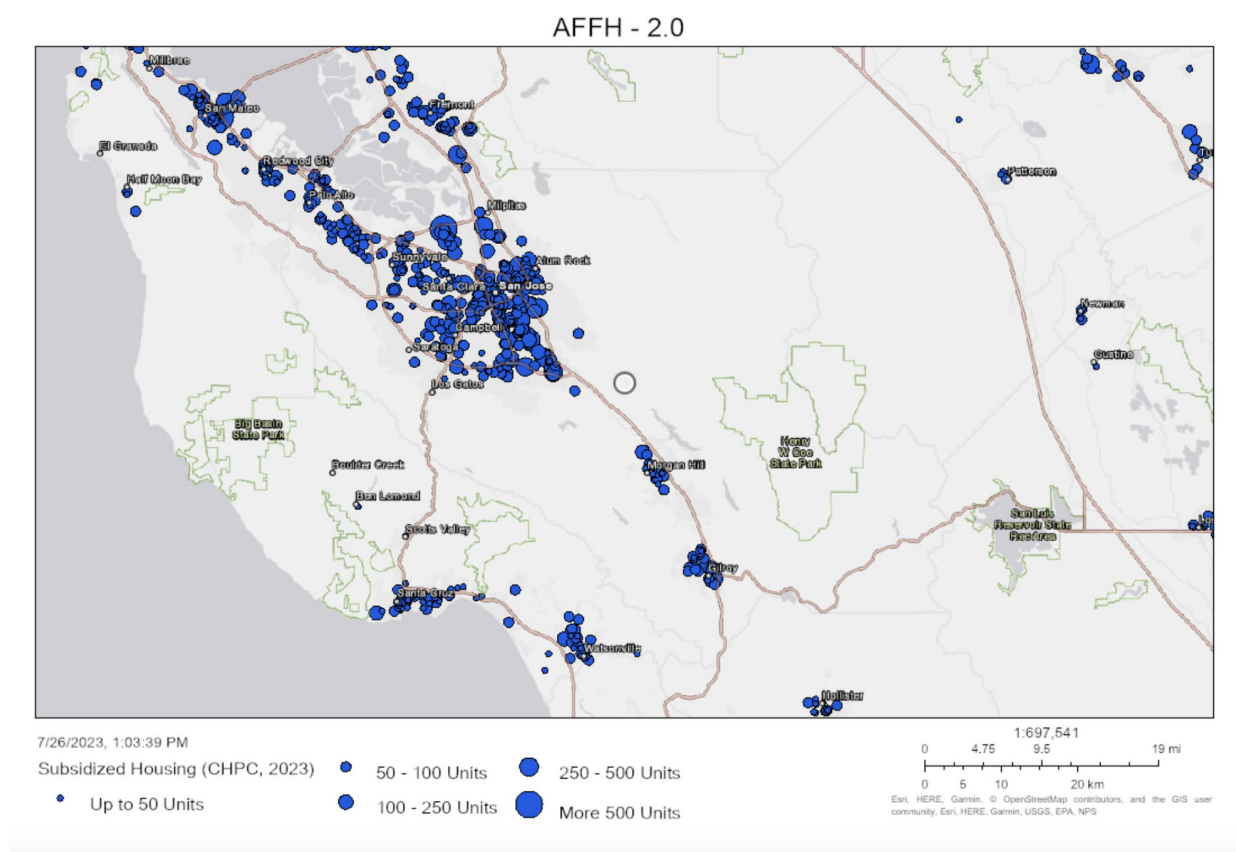 AFFH - 2.0
Millbrae
San Mateo
Fremont
El Granada
Redwood City
Half Moon Bay
Palo Alto
Patterson
Milpitas
Sunnyvale
Alum Rock
Santa Clara
San Jose
Newman
Campbell
Saratoga
Gustine
Los Gatos
Big Basin
State Park
Henry
W Coe
State Park
Boulder Creek
Morgan Hill
Ben Lomond
San Luis
Reservoir State
Rec Area
Scotts Valley
Gilroy
Santa Cruz
Watsonville
Hollister
7/26/2023, 1:03:39 PM
Subsidized Housing (CHPC, 2023)
Up to 50 Units
50 - 100 Units
100 - 250 Units
250 - 500 Units
More 500 Units
1:697,541
0 4.75 9.5 19 mi
0 5 10 20 km
Esri, HERE, Garmin, © OpenStreetMap contributors, and the GIS user
community, Esri, HERE, Garmin, USGS, EPA, NPS